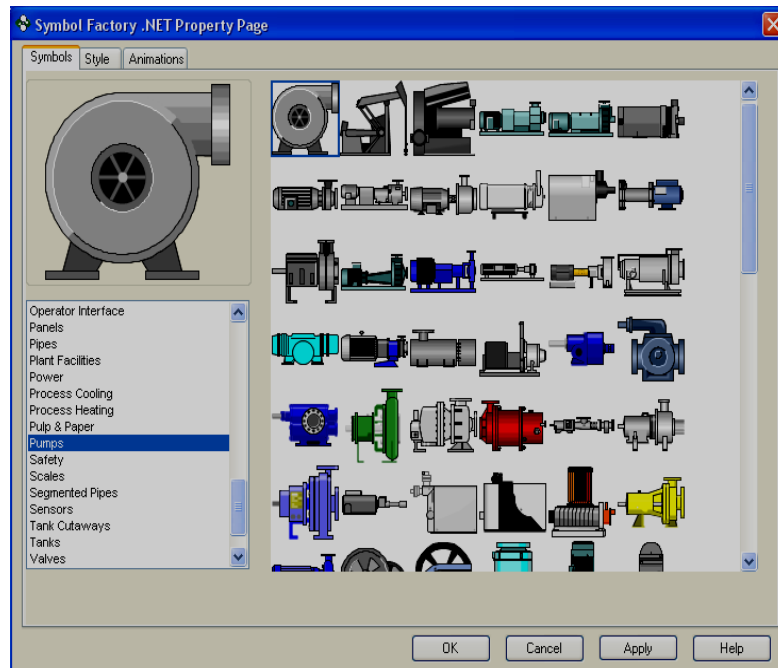 Symbol Factory .NET Property Page
Symbols Style Animations
Operator Interface
Panels
Pipes
Plant Facilities
Power
Process Cooling
Process Heating
Pulp & Paper
Pumps
Safety
Scales
Segmented Pipes
Sensors
Tank Cutaways
Tanks
Valves
OK Cancel Apply Help